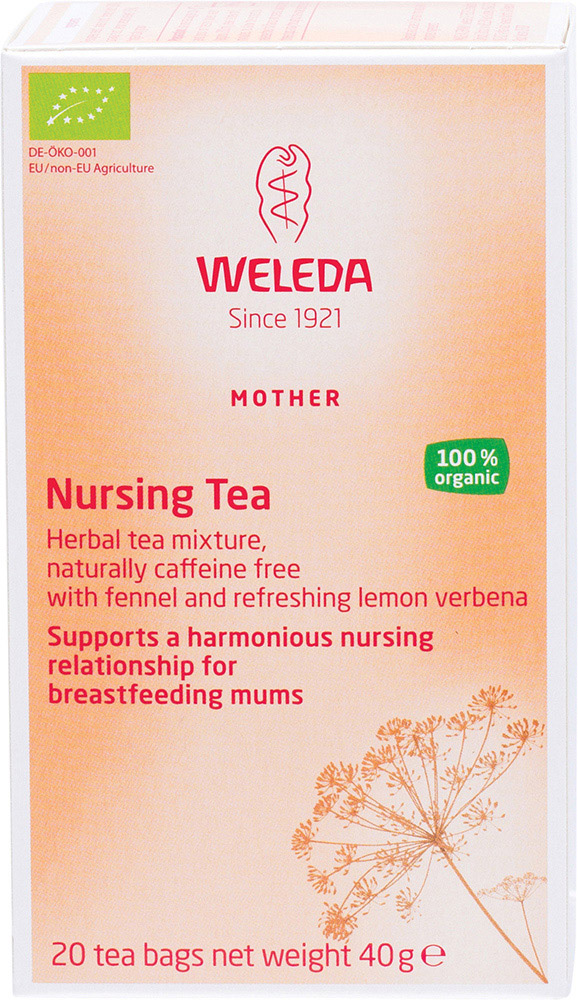 DE-ÖKO-001
EU/non-EU Agriculture
WELEDA
Since 1921
MOTHER
100 %
organic
Nursing Tea
Herbal tea mixture,
naturally caffeine free
with fennel and refreshing lemon verbena
Supports a harmonious nursing
relationship for
breastfeeding mums
20 tea bags net weight 40 g ℮